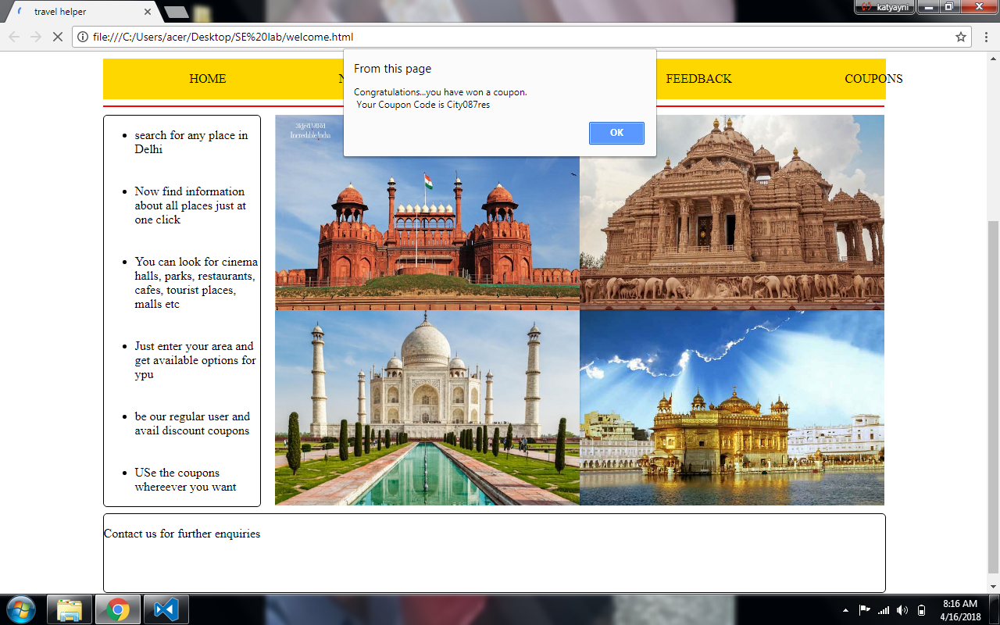 travel helper
katyayni
file:///C:/Users/acer/Desktop/SE%20lab/welcome.html
From this page
Congratulations...you have won a coupon.
Your Coupon Code is City087res
OK
HOME
FEEDBACK
COUPONS
search for any place in
Delhi
Now find information
about all places just at
one click
You can look for cinema
halls, parks, restaurants,
cafes, tourist places,
malls etc
Just enter your area and
get available options for
ypu
be our regular user and
avail discount coupons
USe the coupons
whereever you want
अतुल्य भारत
Incredible India
Contact us for further enquiries
8:16 AM
4/16/2018